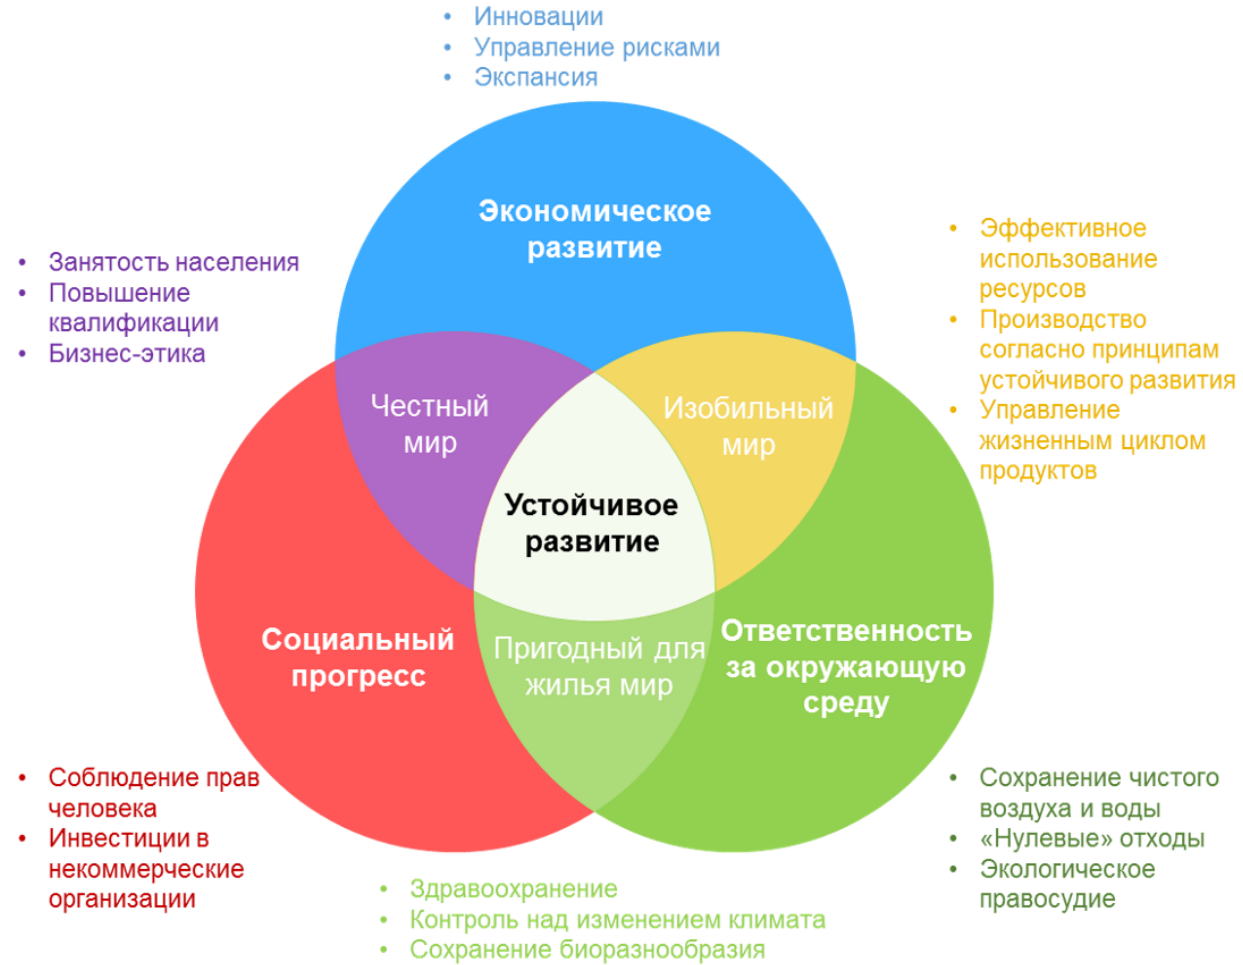 • Инновации
• Управление рисками
• Экспансия
Экономическое
развитие
• Занятость населения
• Повышение
квалификации
• Бизнес-этика
• Эффективное
использование
ресурсов
• Производство
согласно принципам
устойчивого развития
• Управление
жизненным циклом
продуктов
Честный
мир
Изобильный
мир
Устойчивое
развитие
Социальный
прогресс
Пригодный для
жилья мир
Ответственность
за окружающую
среду
• Соблюдение прав
человека
• Инвестиции в
некоммерческие
организации
• Сохранение чистого
воздуха и воды
• «Нулевые» отходы
• Экологическое
правосудие
• Здравоохранение
• Контроль над изменением климата
• Сохранение биоразнообразия